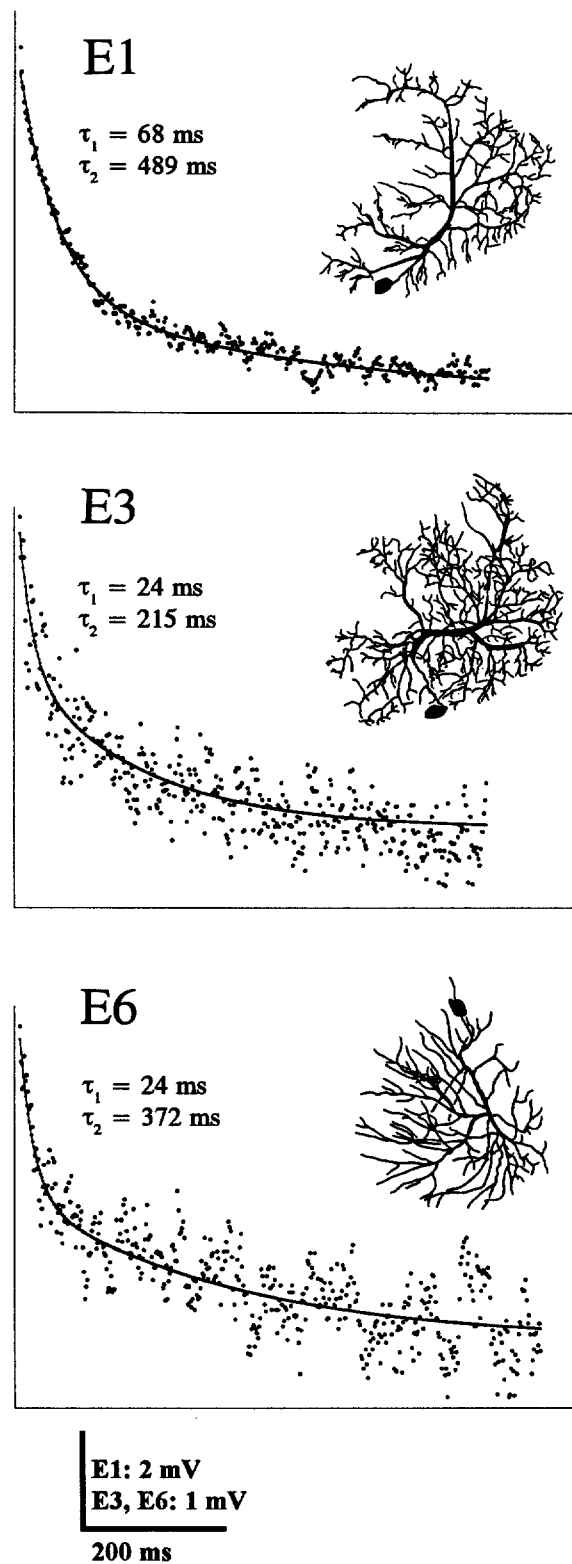 E1
τ1 = 68 ms
τ2 = 489 ms
E3
τ1 = 24 ms
τ2 = 215 ms
E6
τ1 = 24 ms
τ2 = 372 ms
E1: 2 mV
E3, E6: 1 mV
200 ms